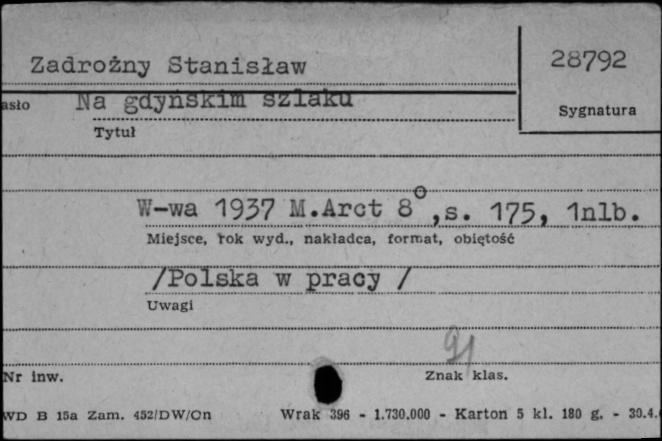 Zadrożny Stanisław
28792
asło Na gdyńskim szlaku
Sygnatura
Tytuł
W-wa 1937 M.Arct 8°, s. 175, 1nlb.
Miejsce, rok wyd., nakładca, format, objętość
/Polska w pracy /
Uwagi
91
Nr inw.
Znak klas.
WD B 15a Zam. 452/DW/On Wrak 396 - 1.730.000 - Karton 5 kl. 180 g. - 30.4.